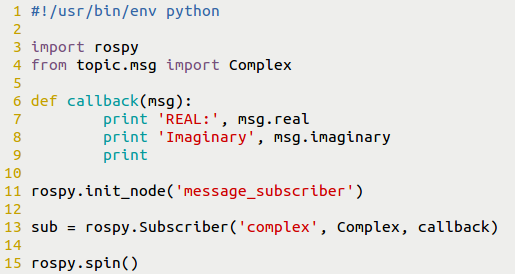 1 #!/usr/bin/env python
2
3 import rospy
4 from topic.msg import Complex
5
6 def callback(msg):
7         print 'REAL:', msg.real
8         print 'Imaginary', msg.imaginary
9         print
10
11 rospy.init_node('message_subscriber')
12
13 sub = rospy.Subscriber('complex', Complex, callback)
14
15 rospy.spin()